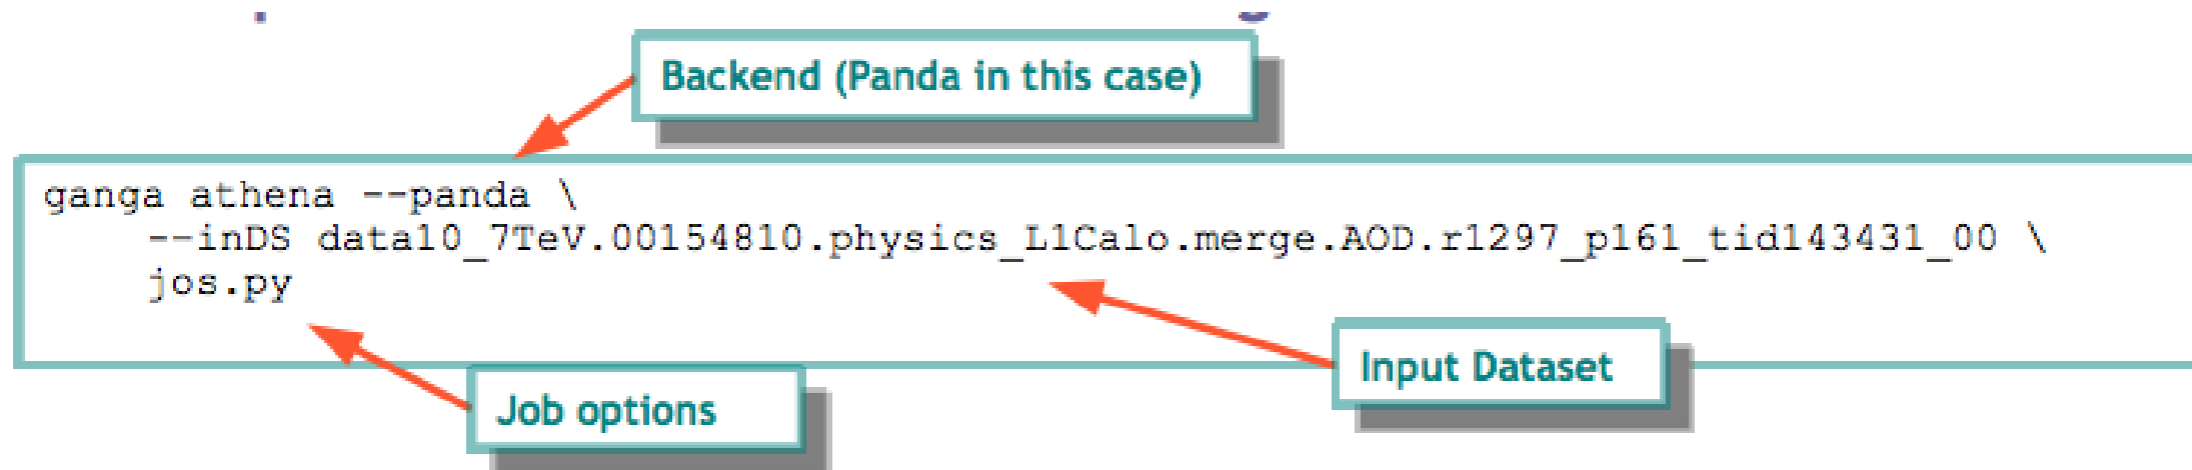 Backend (Panda in this case)
ganga athena --panda \
--inDS data10_7TeV.00154810.physics_L1Calo.merge.AOD.r1297_p161_tid143431_00 \
jos.py
Input Dataset
Job options